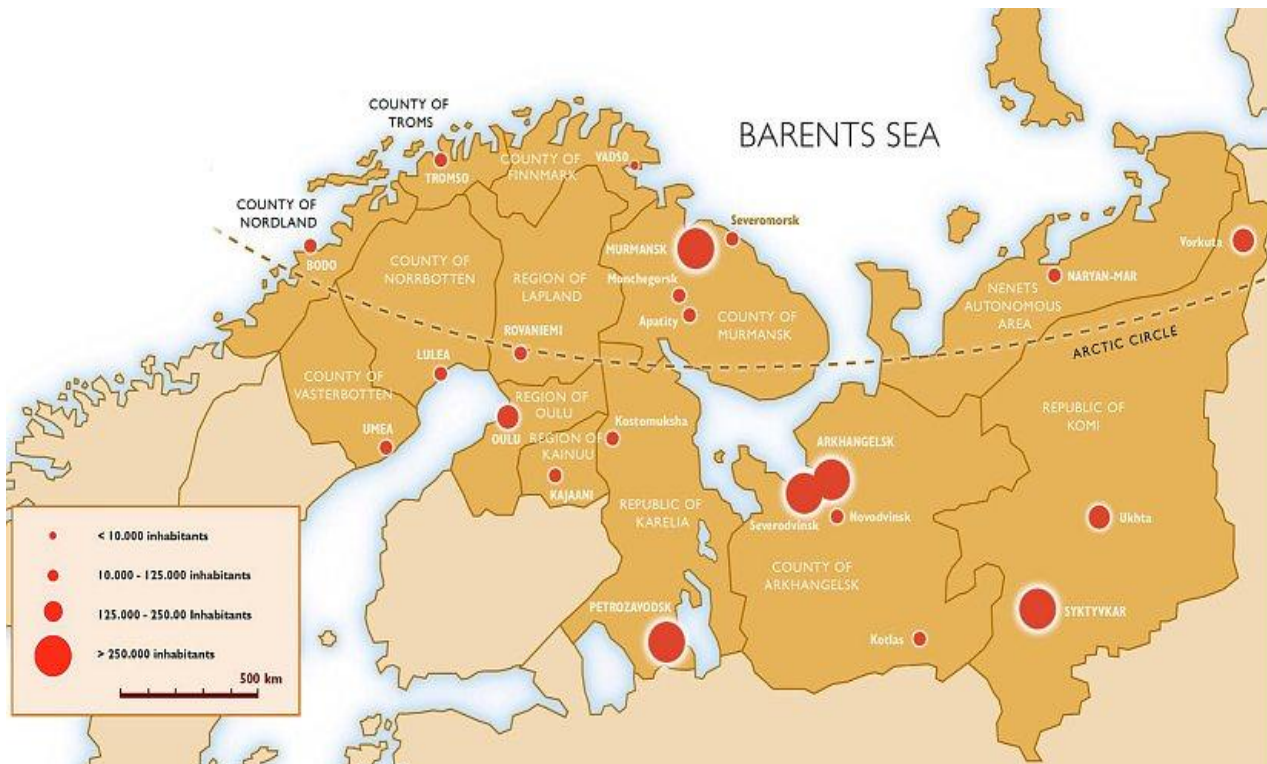 COUNTY OF
TROMS
BARENTS SEA
COUNTY OF
FINNMARK
VADSO
TROMSO
COUNTY OF
NORDLAND
BODO
Severomorsk
MURMANSK
Vorkuta
COUNTY OF
NORRBOTTEN
REGION OF
LAPLAND
Monchegorsk
NARYAN-MAR
NENETS
AUTONOMOUS
AREA
Apatity
COUNTY OF
MURMANSK
ROVANIEMI
ARCTIC CIRCLE
LULEA
COUNTY OF
VASTERBOTTEN
REGION OF
OULU
REPUBLIC OF
KOMI
UMEA
OULU
Kostomuksha
REGION OF
KAINUU
ARKHANGELSK
KAJAANI
REPUBLIC OF
KARELIA
Severodvinsk
Novodvinsk
Ukhta
COUNTY OF
ARKHANGELSK
PETROZAVODSK
SYKTYVKAR
Kotlas
< 10.000 inhabitants
10.000 - 125.000 inhabitants
125.000 - 250.00 Inhabitants
> 250.000 inhabitants
500 km